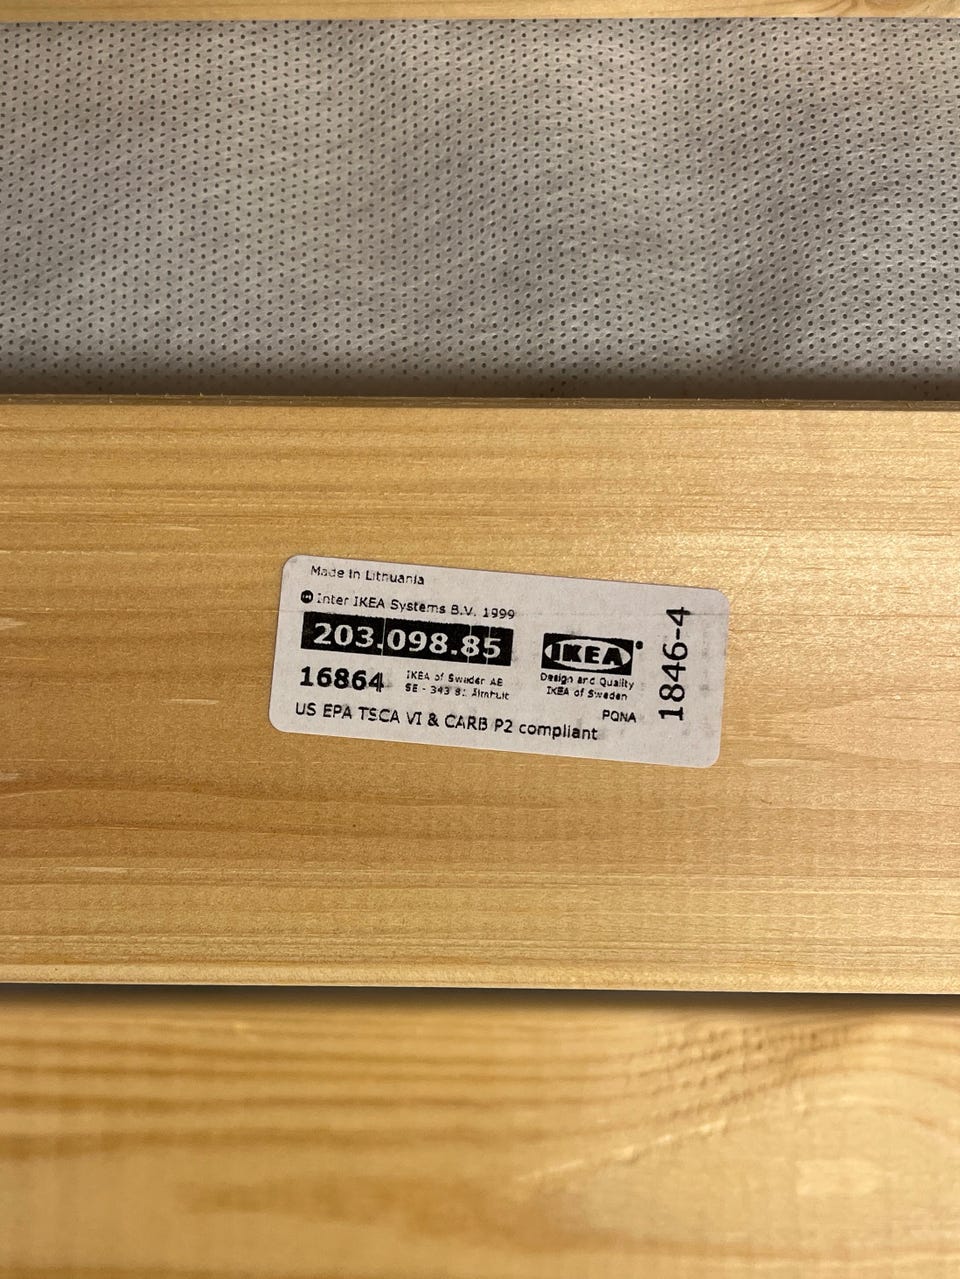 Made in Lithuania
Inter IKEA Systems B.V. 1999
203.098.85
16864
IKEA of Sweden AB
SE - 343 81 Älmhult
US EPA TSCA VI & CARB P2 compliant
IKEA
Design and Quality
IKEA of Sweden
PQNA
1846-4